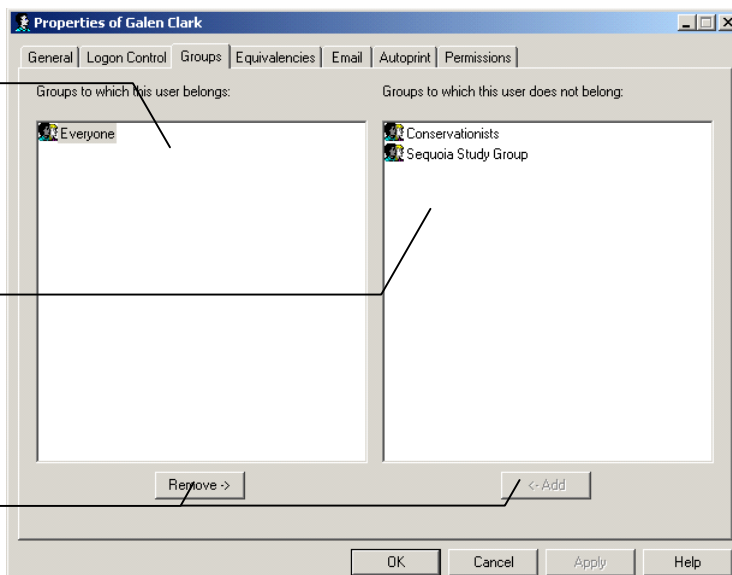 Properties of Galen Clark
General Logon Control Groups Equivalencies Email Autoprint Permissions
Groups to which this user belongs: Groups to which this user does not belong:
Everyone Conservationists
Sequoia Study Group
Remove -> <- Add
OK Cancel Apply Help